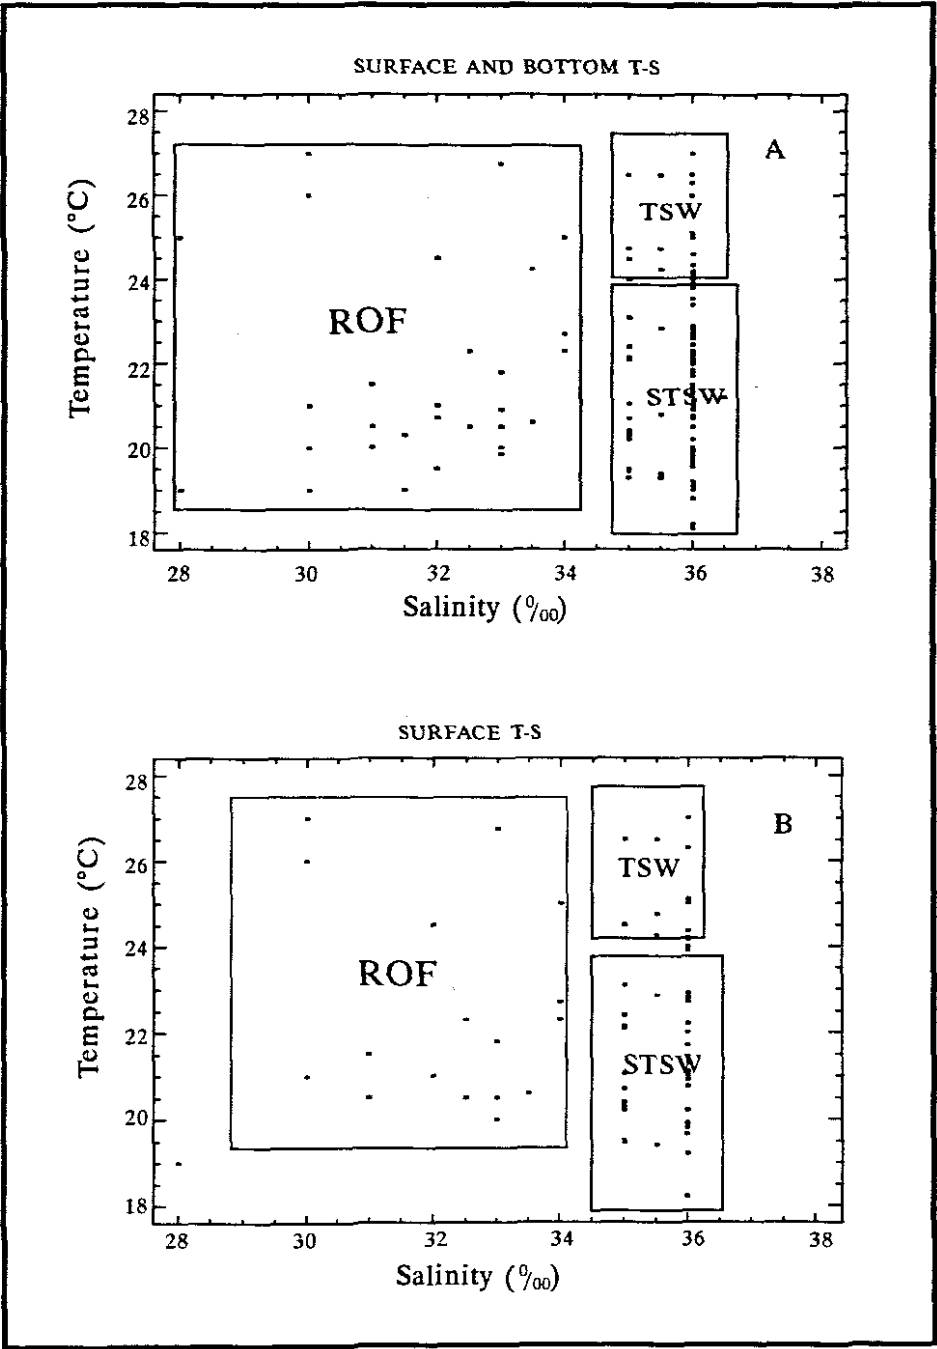 SURFACE AND BOTTOM T-S
A
28
26
24
22
20
18
TSW
ROF
STSW
Temperature (°C)
28 30 32 34 36 38
Salinity (‰)
SURFACE T-S
B
28
26
24
22
20
18
TSW
ROF
STSW
Temperature (°C)
28 30 32 34 36 38
Salinity (‰)